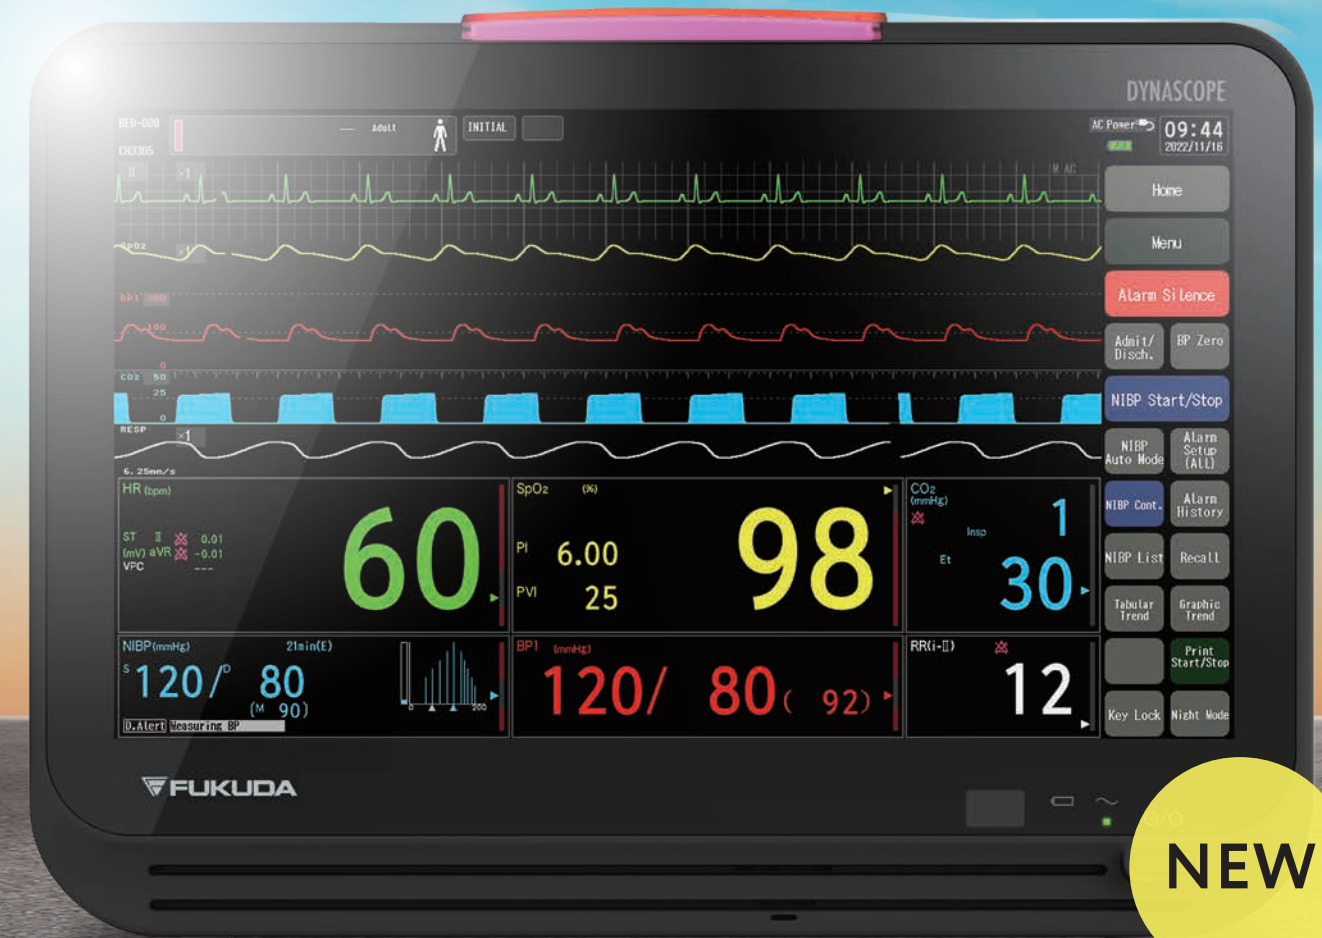 DYNASCOPE
BED-000
CH3305
Adult
INITIAL
AC Power
09:44
2022/11/16
II ×1
M AC
SpO2 ×1
BP1 200
100
0
CO2 50
25
0
RESP ×1
6.25mm/s
Home
Menu
Alarm Silence
Admit/
Disch.
BP Zero
NIBP Start/Stop
NIBP
Auto Mode
Alarm
Setup
(ALL)
NIBP Cont.
Alarm
History
NIBP List
Recall
Tabular
Trend
Graphic
Trend
Print
Start/Stop
Key Lock
Night Mode
HR (bpm)
60
ST II 0.01
(mV) aVR -0.01
VPC ---
SpO2 (%)
98
PI 6.00
PVI 25
CO2
(mmHg)
Insp 1
Et 30
NIBP (mmHg) 21min(E)
S 120/ D 80
(M 90)
0 200
D.Alert Measuring BP
BP1 (mmHg)
120/ 80 ( 92)
RR(i-II)
12
FUKUDA
NEW